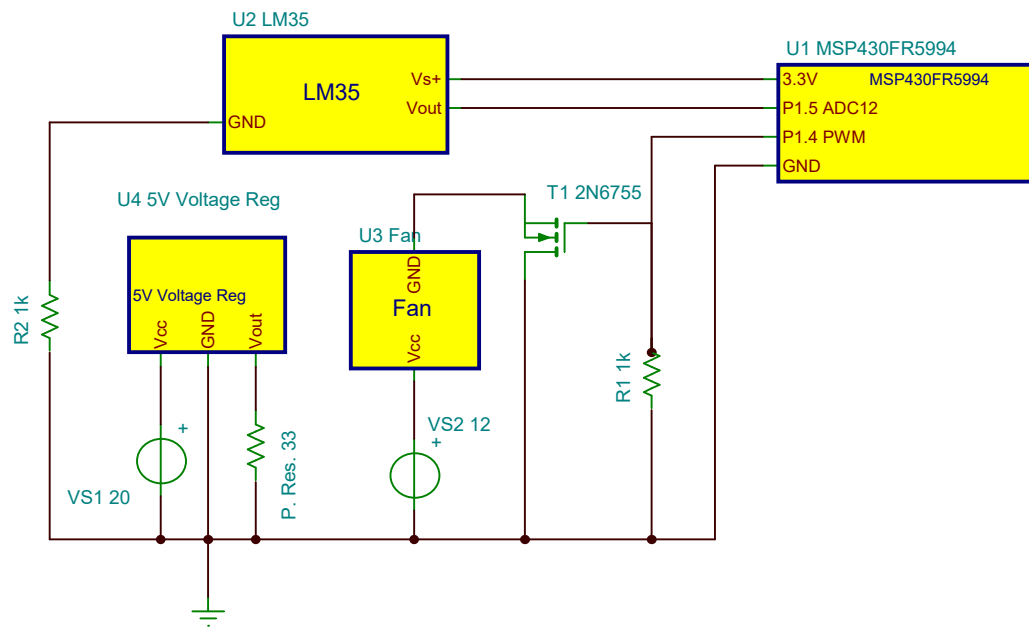 U2 LM35
LM35
Vs+
Vout
GND
U1 MSP430FR5994
3.3V
MSP430FR5994
P1.5 ADC12
P1.4 PWM
GND
U4 5V Voltage Reg
5V Voltage Reg
Vcc
GND
Vout
T1 2N6755
U3 Fan
GND
Fan
Vcc
R2 1k
R1 1k
VS2 12
+
+
VS1 20
P. Res. 33